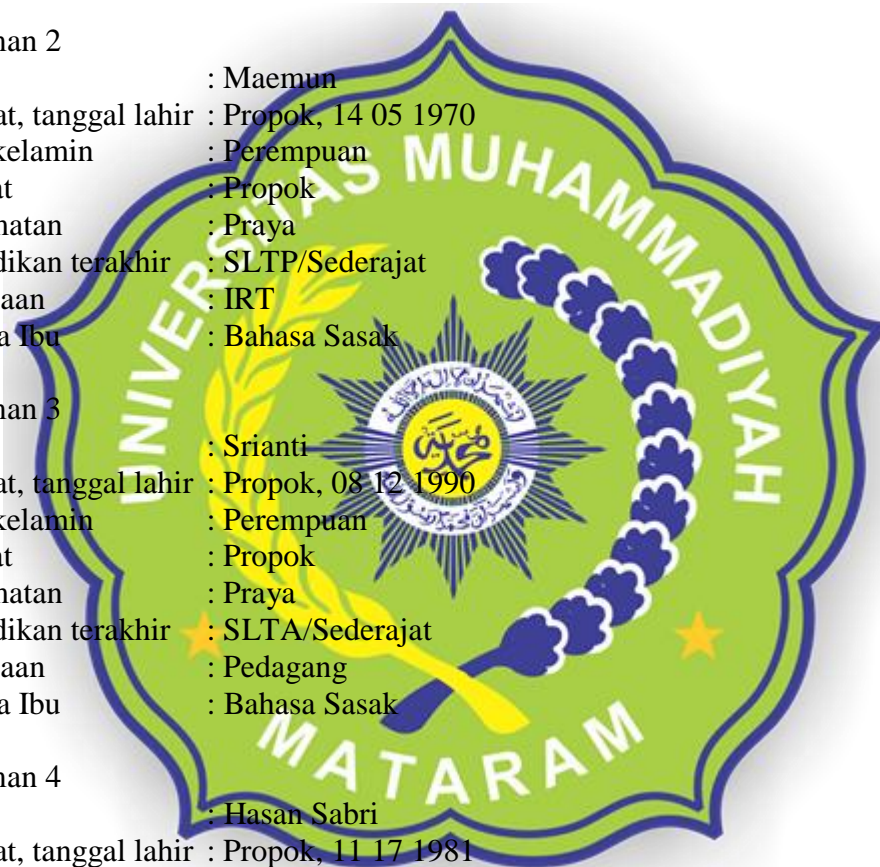 nan 2
: Maemun
at, tanggal lahir : Propok, 14 05 1970
kelamin : Perempuan
at : Propok
natan : Praya
dikan terakhir : SLTP/Sederajat
aan : IRT
a Ibu : Bahasa Sasak
nan 3
: Srianti
at, tanggal lahir : Propok, 08 12 1990
kelamin : Perempuan
at : Propok
natan : Praya
dikan terakhir : SLTA/Sederajat
aan : Pedagang
a Ibu : Bahasa Sasak
nan 4
: Hasan Sabri
at, tanggal lahir : Propok, 11 17 1981
UNIVERSITAS MUHAMMADIYAH
MATARAM
محمدية